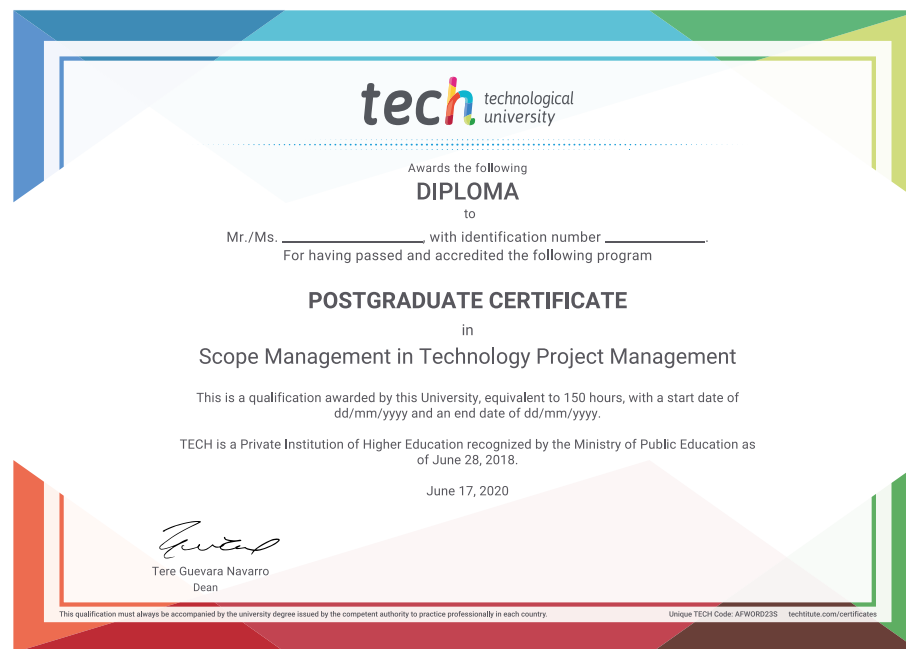 tech technological
university
Awards the following
DIPLOMA
to
Mr./Ms. ____________, with identification number ____________.
For having passed and accredited the following program
POSTGRADUATE CERTIFICATE
in
Scope Management in Technology Project Management
This is a qualification awarded by this University, equivalent to 150 hours, with a start date of
dd/mm/yyyy and an end date of dd/mm/yyyy.
TECH is a Private Institution of Higher Education recognized by the Ministry of Public Education as
of June 28, 2018.
June 17, 2020
Tere Guevara Navarro
Dean
This qualification must always be accompanied by the university degree issued by the competent authority to practice professionally in each country.
Unique TECH Code: AFWORD23S techtitute.com/certificates